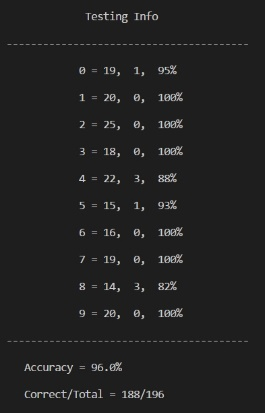 Testing Info
----------------------------------------
0 = 19, 1, 95%
1 = 20, 0, 100%
2 = 25, 0, 100%
3 = 18, 0, 100%
4 = 22, 3, 88%
5 = 15, 1, 93%
6 = 16, 0, 100%
7 = 19, 0, 100%
8 = 14, 3, 82%
9 = 20, 0, 100%
----------------------------------------
Accuracy = 96.0%
Correct/Total = 188/196